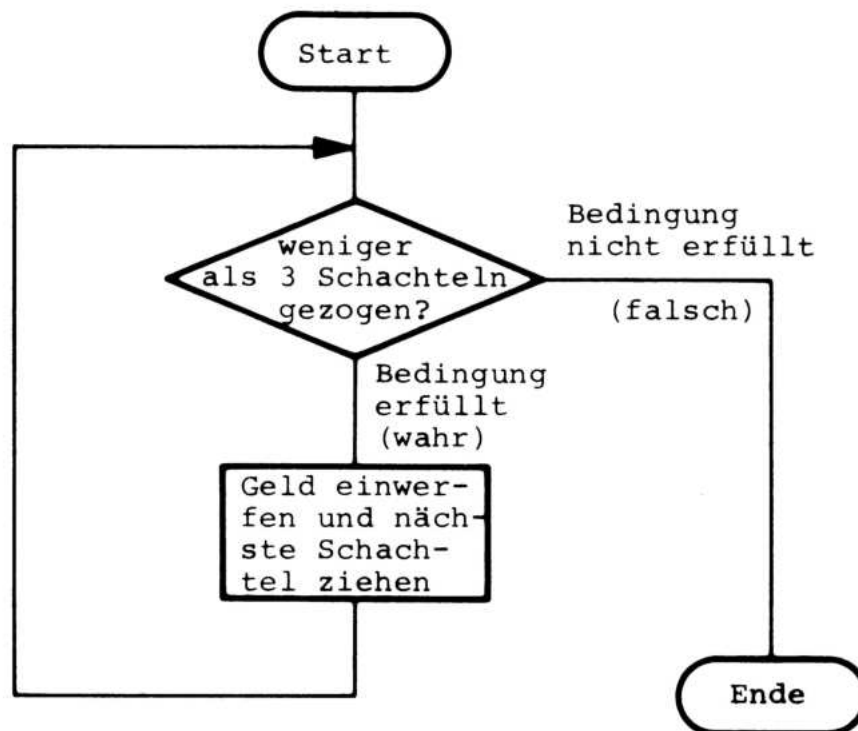 Start
weniger
als 3 Schachteln
gezogen?
Bedingung
nicht erfüllt
(falsch)
Bedingung
erfüllt
(wahr)
Geld einwer-
fen und näch-
ste Schach-
tel ziehen
Ende